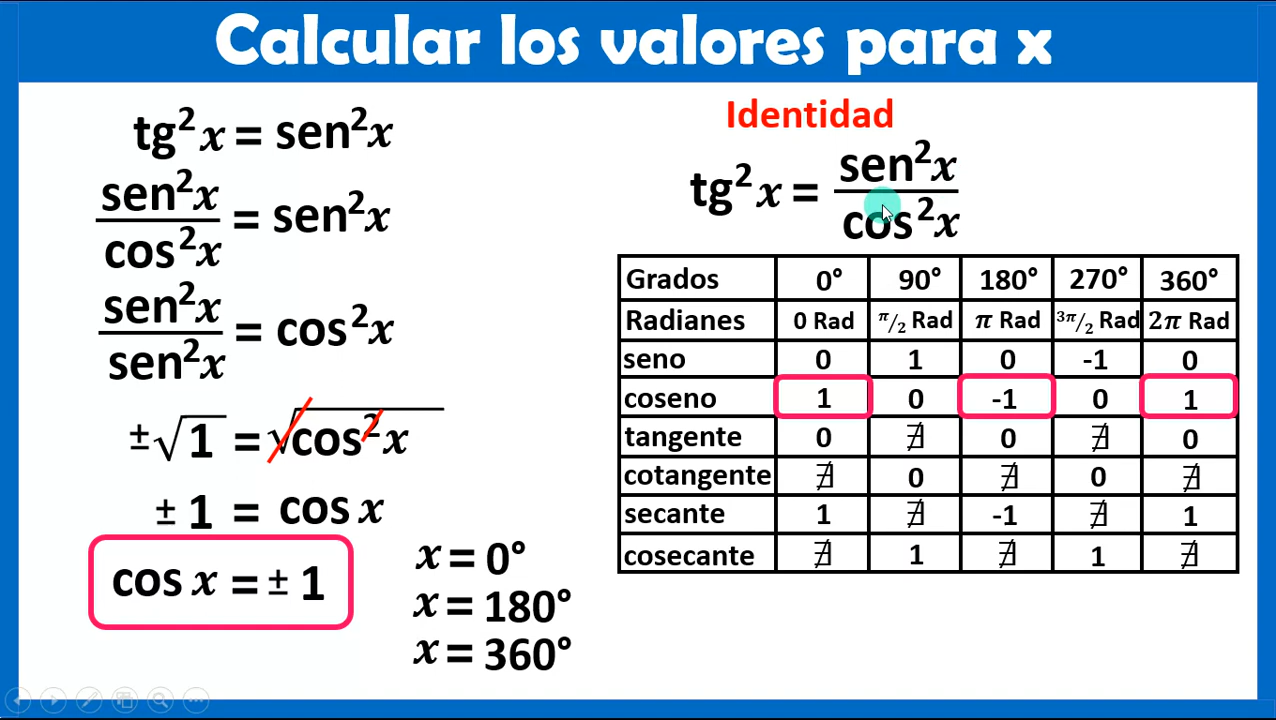 Calcular los valores para x
tg²x = sen²x
sen²x / cos²x = sen²x
sen²x / sen²x = cos²x
±√1 = √cos²x
± 1 = cos x
cos x = ± 1
x = 0°
x = 180°
x = 360°
Identidad
tg²x = sen²x / cos²x
Grados 0° 90° 180° 270° 360°
Radianes 0 Rad π/2 Rad π Rad 3π/2 Rad 2π Rad
seno 0 1 0 -1 0
coseno 1 0 -1 0 1
tangente 0 ∄ 0 ∄ 0
cotangente ∄ 0 ∄ 0 ∄
secante 1 ∄ -1 ∄ 1
cosecante ∄ 1 ∄ 1 ∄